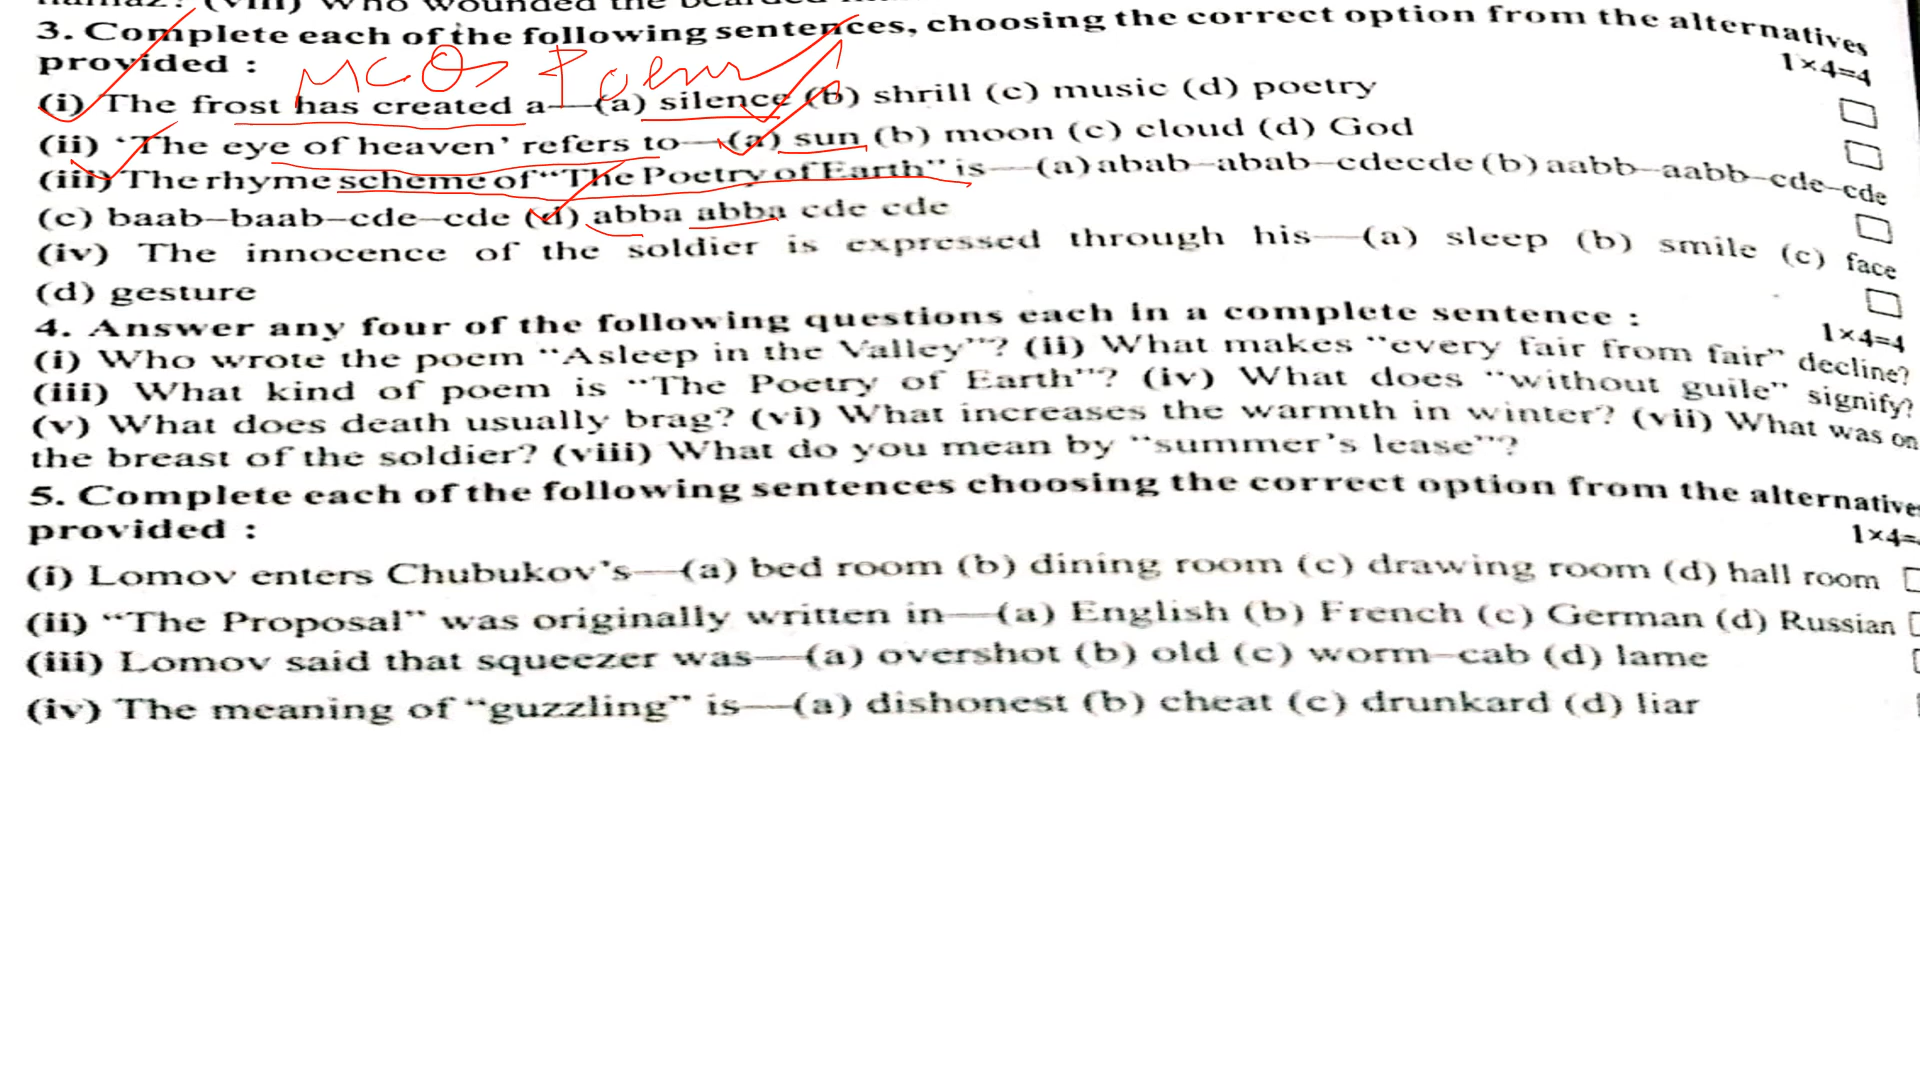 namaz? (viii) Who wounded the bearded
3. Complete each of the following sentences, choosing the correct option from the alternatives
provided :
1×4=4
MCQs Poem
(i) The frost has created a—(a) silence (b) shrill (c) music (d) poetry
(ii) 'The eye of heaven' refers to—(a) sun (b) moon (c) cloud (d) God
(iii) The rhyme scheme of "The Poetry of Earth" is—(a) abab–abab–cdecde (b) aabb–aabb–cde–cde
(c) baab–baab–cde–cde (d) abba abba cde cde
(iv) The innocence of the soldier is expressed through his—(a) sleep (b) smile (c) face
(d) gesture
4. Answer any four of the following questions each in a complete sentence :
1×4=4
(i) Who wrote the poem "Asleep in the Valley"? (ii) What makes "every fair from fair" decline?
(iii) What kind of poem is "The Poetry of Earth"? (iv) What does "without guile" signify?
(v) What does death usually brag? (vi) What increases the warmth in winter? (vii) What was on
the breast of the soldier? (viii) What do you mean by "summer's lease"?
5. Complete each of the following sentences choosing the correct option from the alternatives
provided :
1×4=
(i) Lomov enters Chubukov's—(a) bed room (b) dining room (c) drawing room (d) hall room
(ii) "The Proposal" was originally written in—(a) English (b) French (c) German (d) Russian
(iii) Lomov said that squeezer was—(a) overshot (b) old (c) worm–cab (d) lame
(iv) The meaning of "guzzling" is—(a) dishonest (b) cheat (c) drunkard (d) liar